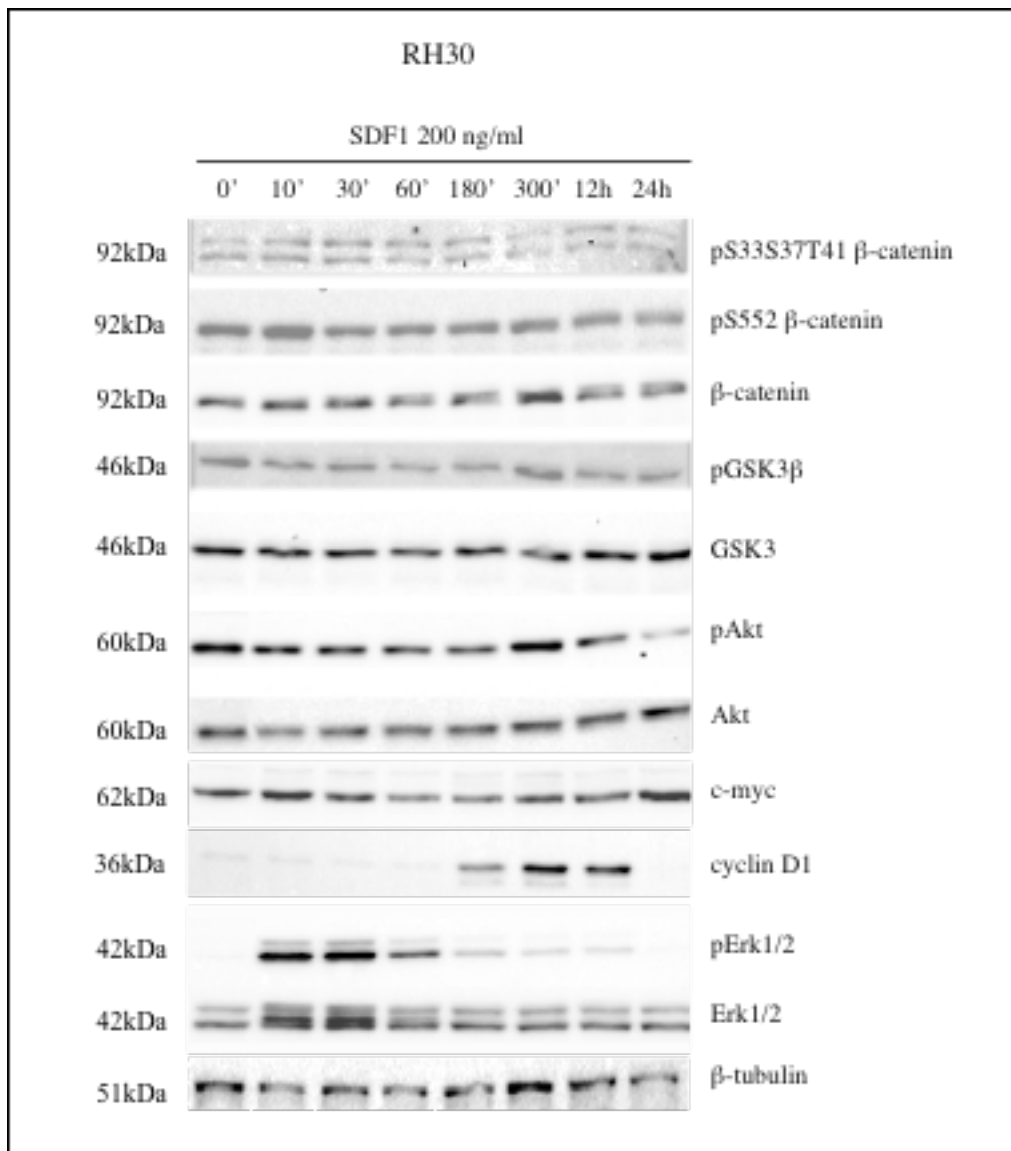 RH30
SDF1 200 ng/ml
0' 10' 30' 60' 180' 300' 12h 24h
92kDa pS33S37T41 β-catenin
92kDa pS552 β-catenin
92kDa β-catenin
46kDa pGSK3β
46kDa GSK3
60kDa pAkt
60kDa Akt
62kDa c-myc
36kDa cyclin D1
42kDa pErk1/2
42kDa Erk1/2
51kDa β-tubulin